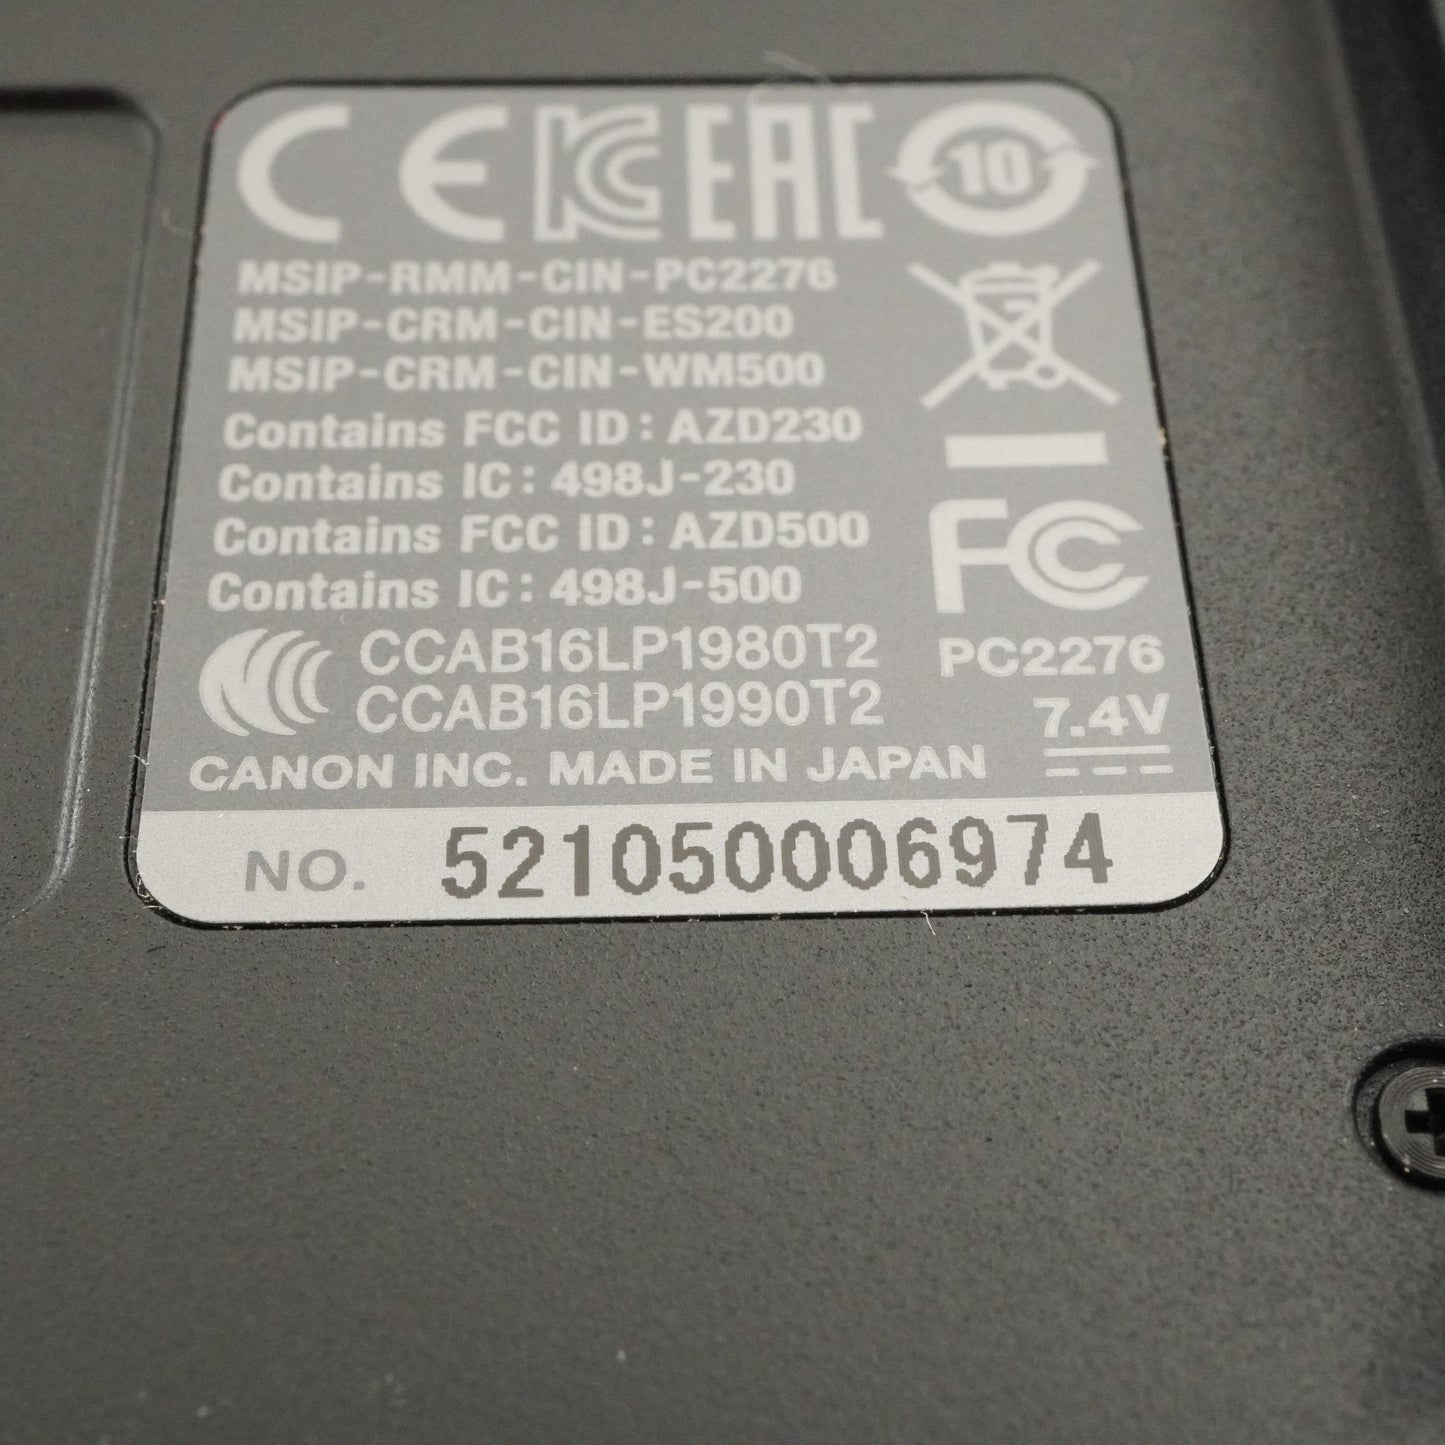 CE KC EAC 10
MSIP-RMM-CIN-PC2276
MSIP-CRM-CIN-ES200
MSIP-CRM-CIN-WM500
Contains FCC ID: AZD230
Contains IC: 498J-230
Contains FCC ID: AZD500
Contains IC: 498J-500
FC
CCC CCAB16LP1980T2
CCAB16LP1990T2
PC2276
7.4V
CANON INC. MADE IN JAPAN
NO. 521050006974